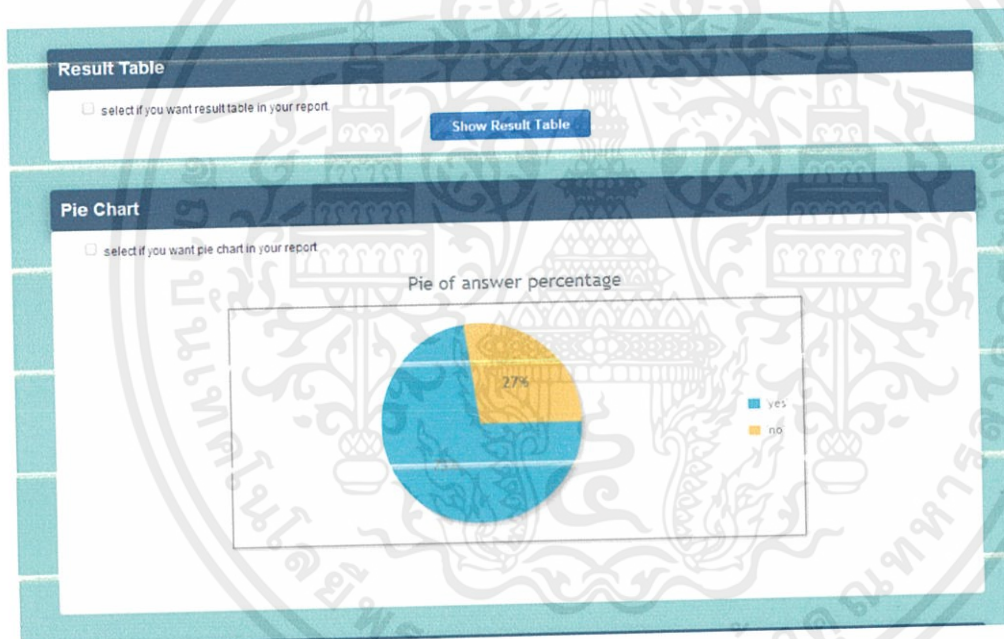 Result Table
select if you want result table in your report
Show Result Table
Pie Chart
select if you want pie chart in your report
Pie of answer percentage
27%
yes
no